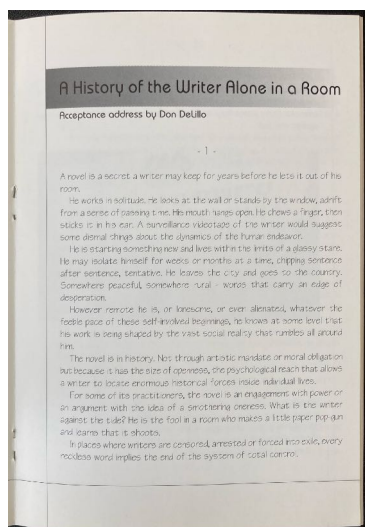 A History of the Writer Alone in a Room
Acceptance address by Don DeLillo
- 1 -
A novel is a secret a writer may keep for years before he lets it out of his
room.
He works in solitude. He looks at the wall or stands by the window, adrift
from a sense of passing time. His mouth hangs open. He chews a finger, then
sticks it in his ear. A surveillance videotape of the writer would suggest
some dismal things about the dynamics of the human endeavor.
He is starting something new and lives within the limits of a glassy stare.
He may isolate himself for weeks or months at a time, chipping sentence
after sentence, tentative. He leaves the city and goes to the country.
Somewhere peaceful, somewhere rural - words that carry an edge of
desperation.
However remote he is, or lonesome, or even alienated, whatever the
feeble pace of these self-involved beginnings, he knows at some level that
his work is being shaped by the vast social reality that rumbles all around
him.
The novel is in history. Not through artistic mandate or moral obligation
but because it has the size of openness, the psychological reach that allows
a writer to locate enormous historical forces inside individual lives.
For some of its practitioners, the novel is an engagement with power or
an argument with the idea of a smothering oneness. What is the writer
against the tide? He is the fool in a room who makes a little paper pop-gun
and learns that it shoots.
In places where writers are censored, arrested or forced into exile, every
reckless word implies the end of the system of total control.